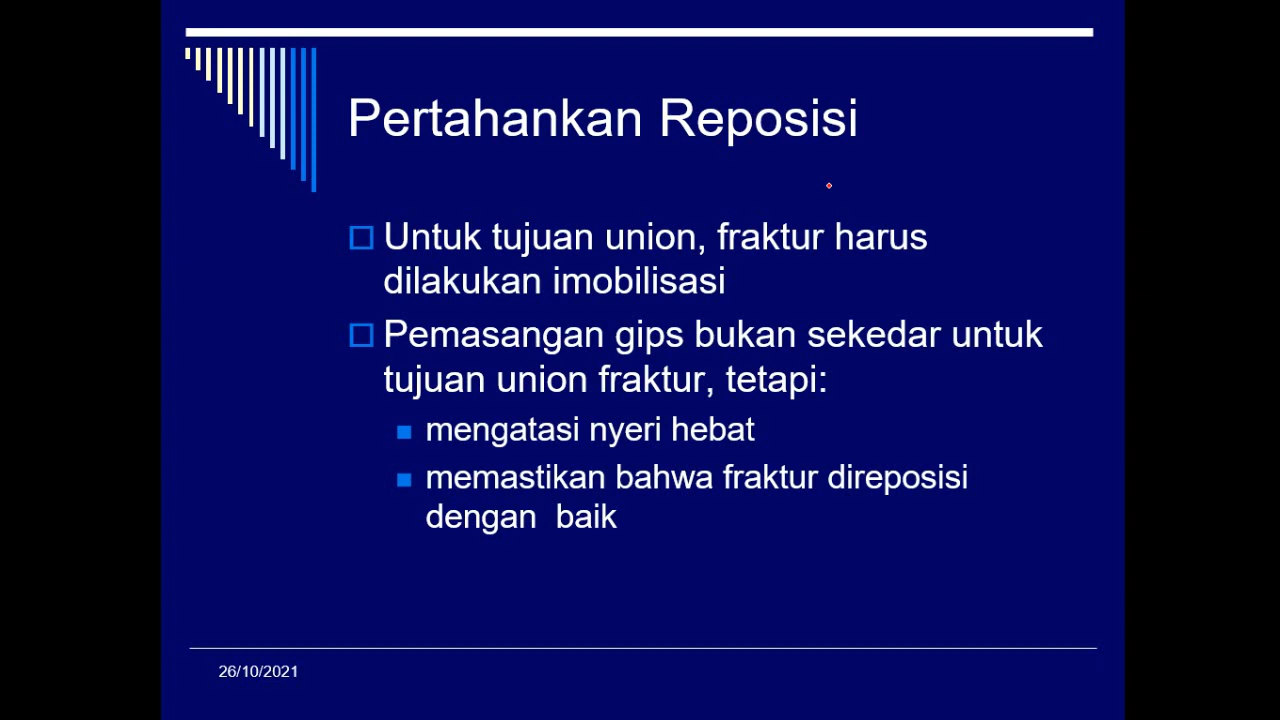 Pertahankan Reposisi
Untuk tujuan union, fraktur harus
dilakukan imobilisasi
Pemasangan gips bukan sekedar untuk
tujuan union fraktur, tetapi:
mengatasi nyeri hebat
memastikan bahwa fraktur direposisi
dengan  baik
26/10/2021